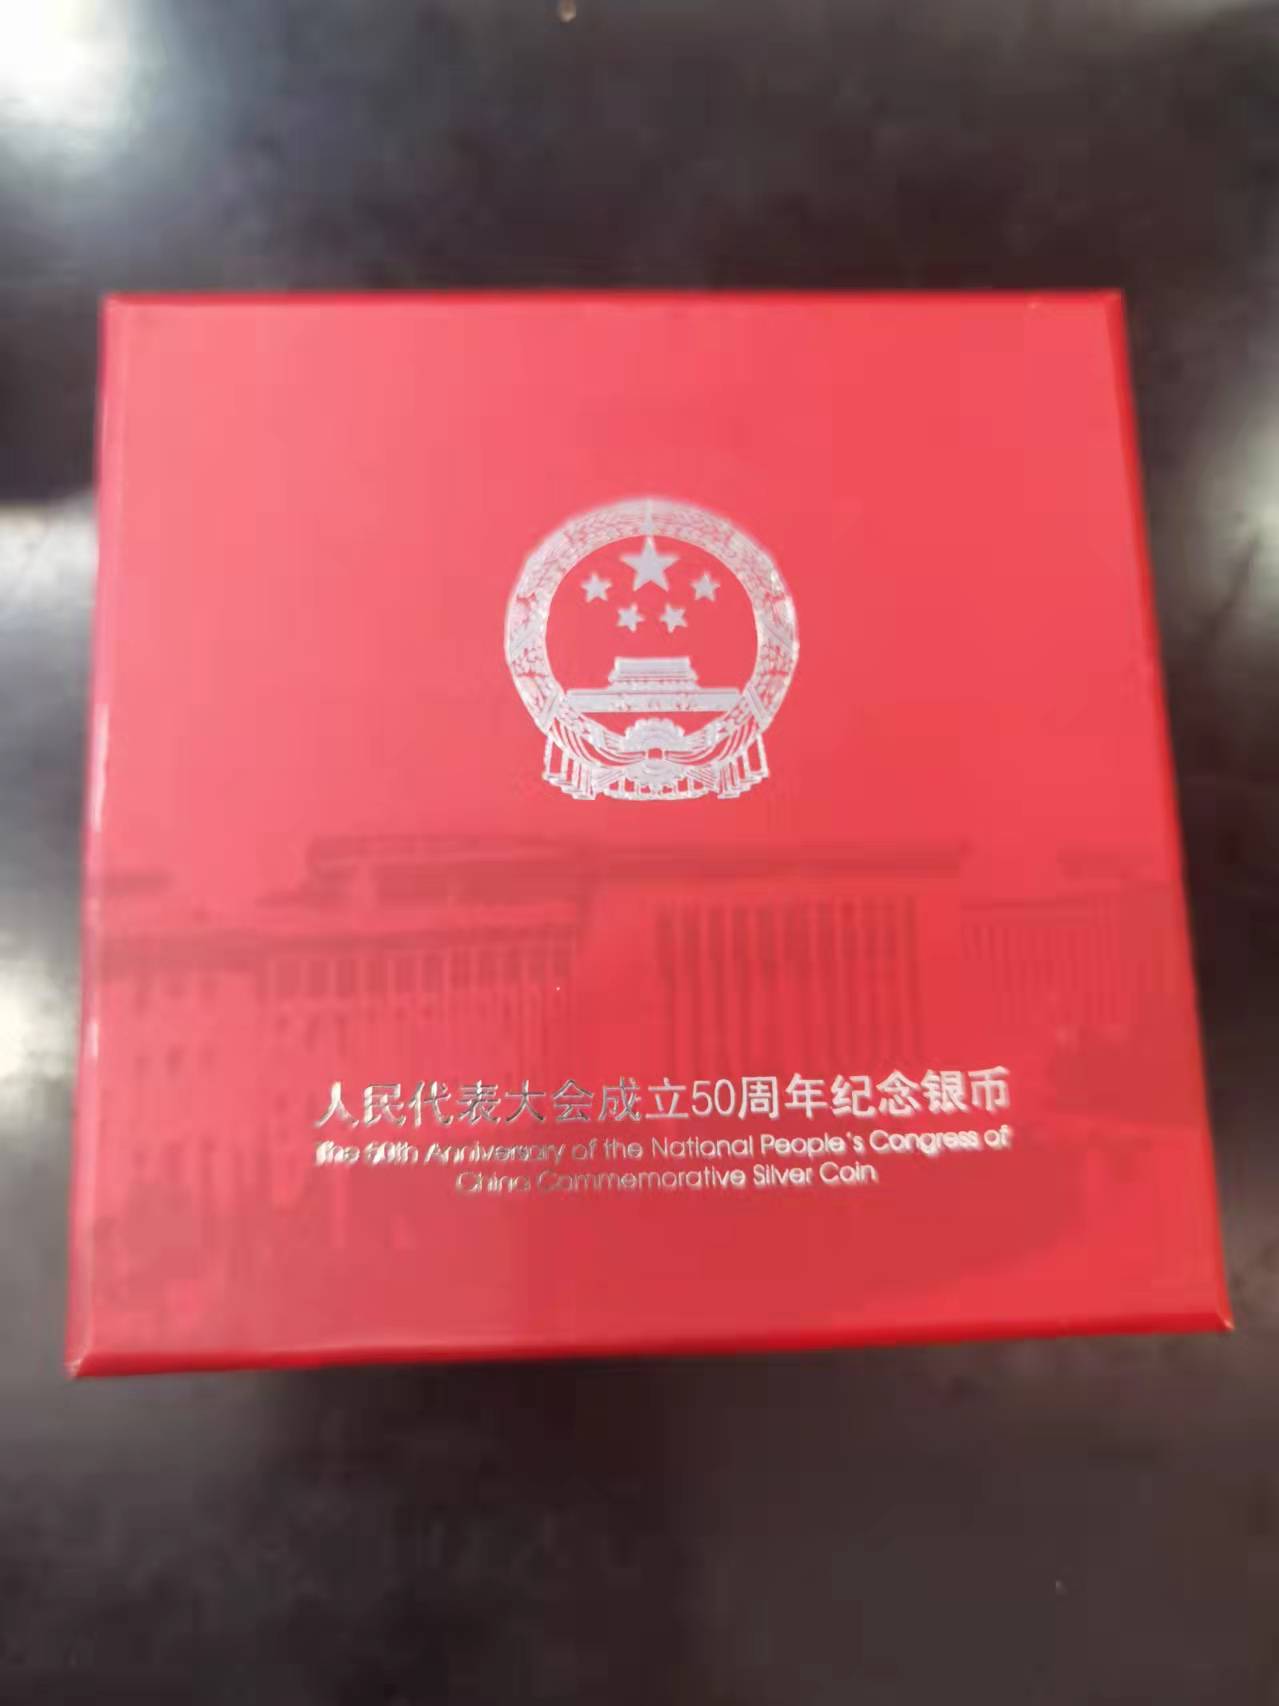 人民代表大会成立50周年纪念银币
The 50th Anniversary of the National People's Congress of
China Commemorative Silver Coin